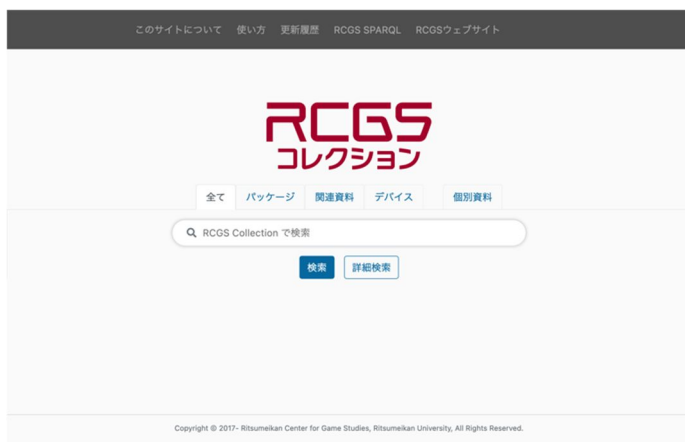 このサイトについて 使い方 更新履歴 RCGS SPARQL RCGSウェブサイト
RCGS
コレクション
全て パッケージ 関連資料 デバイス 個別資料
RCGS Collection で検索
検索 詳細検索
Copyright © 2017- Ritsumeikan Center for Game Studies, Ritsumeikan University, All Rights Reserved.